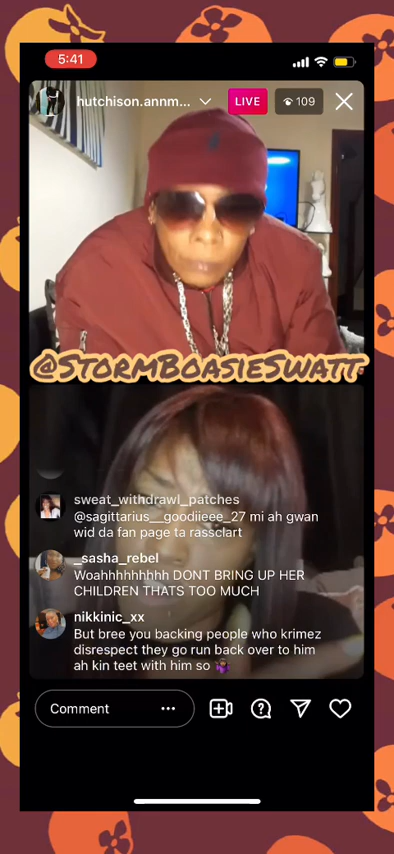 5:41
hutchison.annm...
LIVE
109
@STORMBOASIESWATT
sweat_withdrawl_patches
@sagittarius__goodiieee_27 mi ah gwan
wid da fan page ta rassclart
_sasha_rebel
Woahhhhhhhhh DONT BRING UP HER
CHILDREN THATS TOO MUCH
nikkinic_xx
But bree you backing people who krimez
disrespect they go run back over to him
ah kin teet with him so
Comment